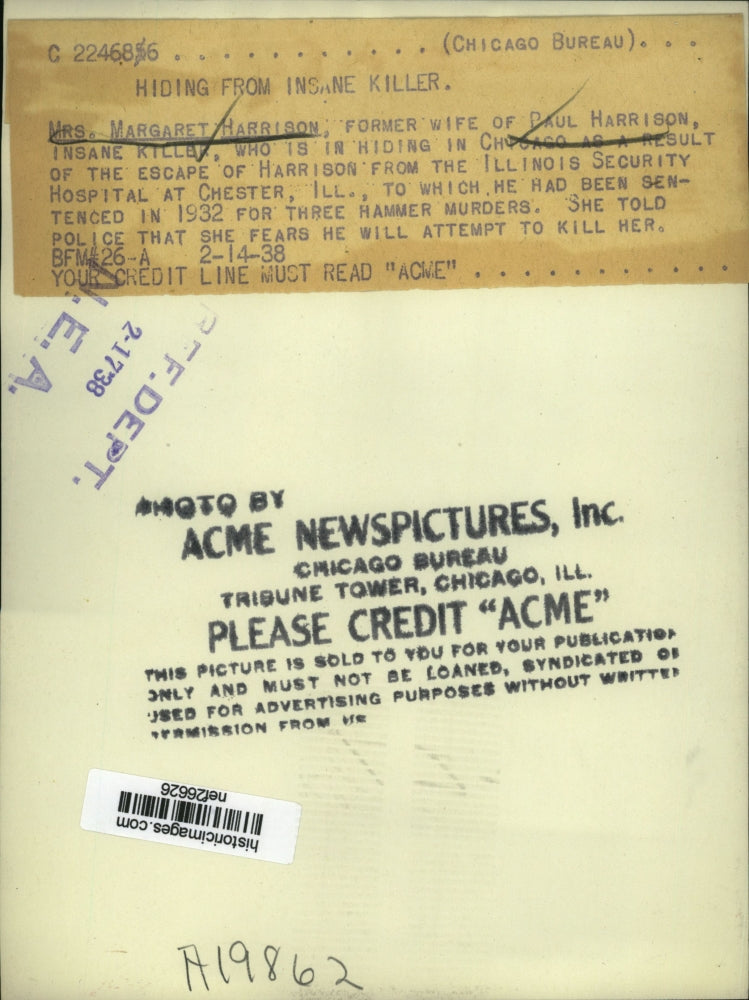 C 2246856 . . . . . . . . . . . . (CHICAGO BUREAU). . .
HIDING FROM INSANE KILLER.
MRS. MARGARET HARRISON, FORMER WIFE OF PAUL HARRISON,
INSANE KILLER, WHO IS IN HIDING IN CHICAGO AS A RESULT
OF THE ESCAPE OF HARRISON FROM THE ILLINOIS SECURITY
HOSPITAL AT CHESTER, ILL., TO WHICH HE HAD BEEN SEN-
TENCED IN 1932 FOR THREE HAMMER MURDERS. SHE TOLD
POLICE THAT SHE FEARS HE WILL ATTEMPT TO KILL HER.
BFM#26-A 2-14-38
YOUR CREDIT LINE MUST READ "ACME" . . . . . . . . . . .
REF. DEPT.
2-17'38
N.E.A.
PHOTO BY
ACME NEWSPICTURES, Inc.
CHICAGO BUREAU
TRIBUNE TOWER, CHICAGO, ILL.
PLEASE CREDIT "ACME"
THIS PICTURE IS SOLD TO YOU FOR YOUR PUBLICATION
ONLY AND MUST NOT BE LOANED, SYNDICATED OR
USED FOR ADVERTISING PURPOSES WITHOUT WRITTEN
PERMISSION FROM US
historicimages.com
nef26626
A19862